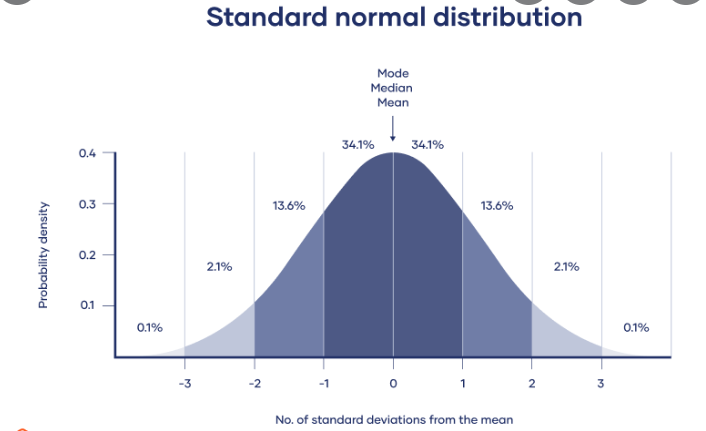 Standard normal distribution
Mode
Median
Mean
34.1% 34.1%
0.4
0.3
13.6% 13.6%
0.2
2.1% 2.1%
0.1
0.1% 0.1%
Probability density
-3 -2 -1 0 1 2 3
No. of standard deviations from the mean